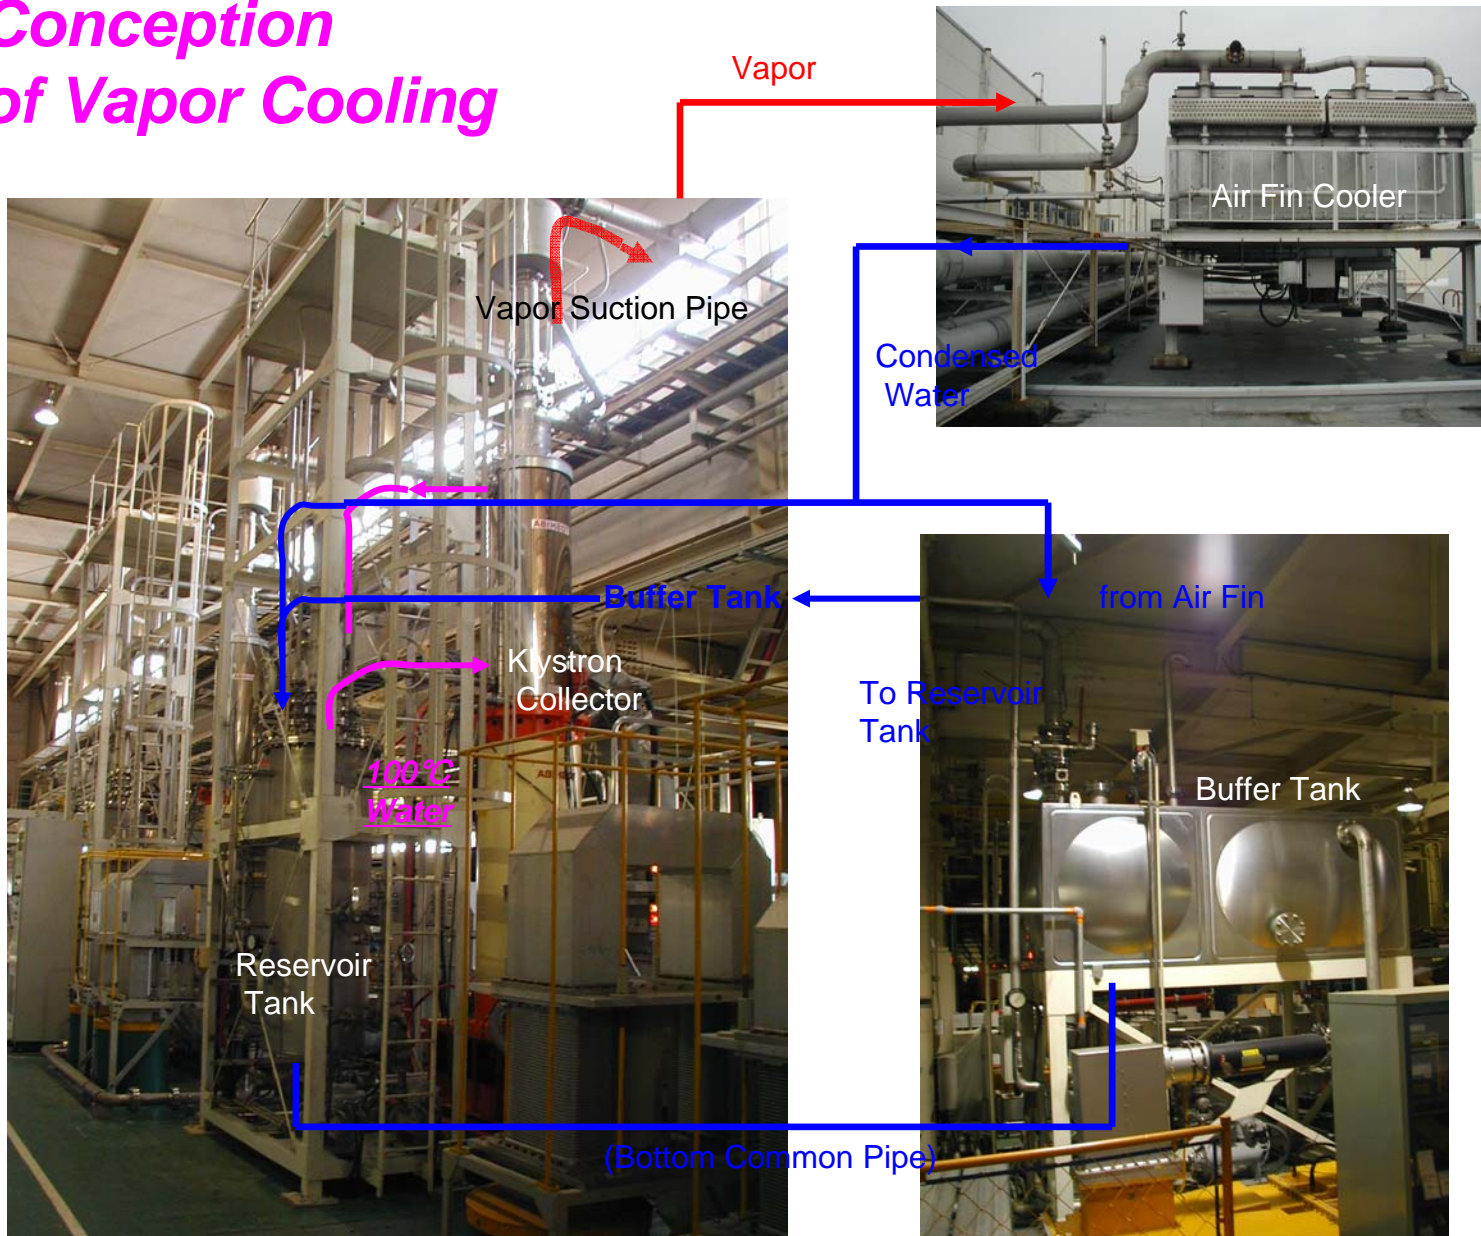 Conception
of Vapor Cooling
Vapor
Air Fin Cooler
Vapor Suction Pipe
Condensed
Water
Buffer Tank
from Air Fin
Klystron
Collector
To Reservoir
Tank
100°C
Water
Buffer Tank
Reservoir
Tank
(Bottom Common Pipe)